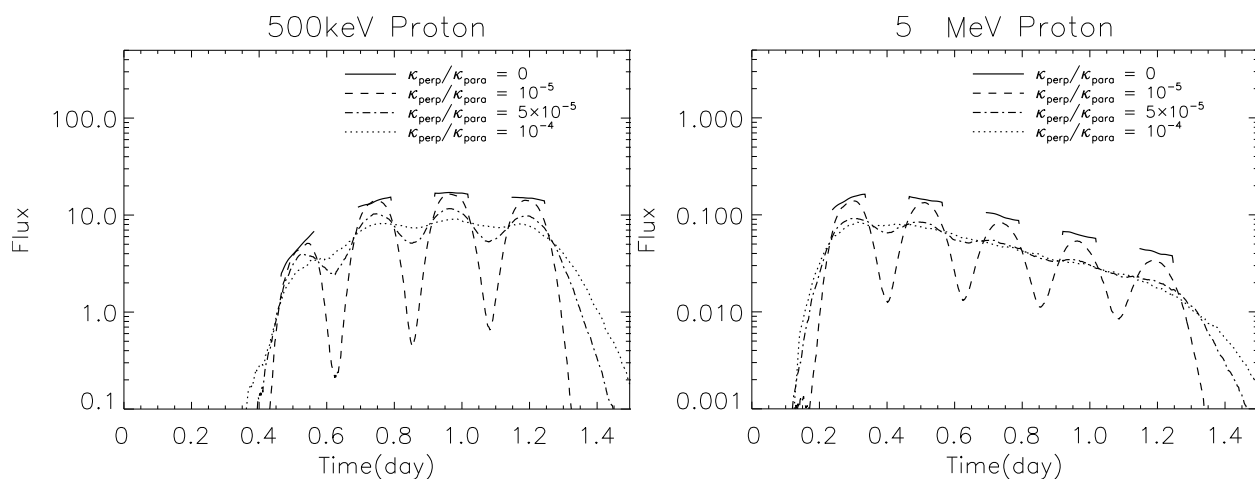 500keV Proton
κperp/κpara = 0
κperp/κpara = 10⁻⁵
κperp/κpara = 5×10⁻⁵
κperp/κpara = 10⁻⁴
100.0
10.0
1.0
0.1
Flux
0 0.2 0.4 0.6 0.8 1.0 1.2 1.4
Time(day)
5 MeV Proton
κperp/κpara = 0
κperp/κpara = 10⁻⁵
κperp/κpara = 5×10⁻⁵
κperp/κpara = 10⁻⁴
1.000
0.100
0.010
0.001
Flux
0 0.2 0.4 0.6 0.8 1.0 1.2 1.4
Time(day)